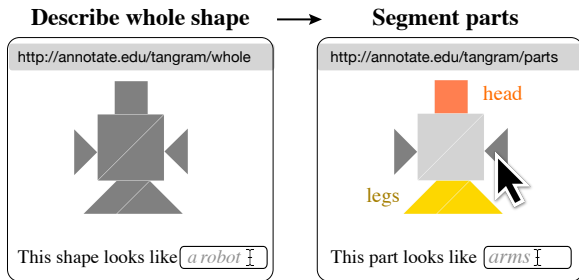 Describe whole shape
Segment parts
http://annotate.edu/tangram/whole
http://annotate.edu/tangram/parts
head
legs
This shape looks like a robot
This part looks like arms